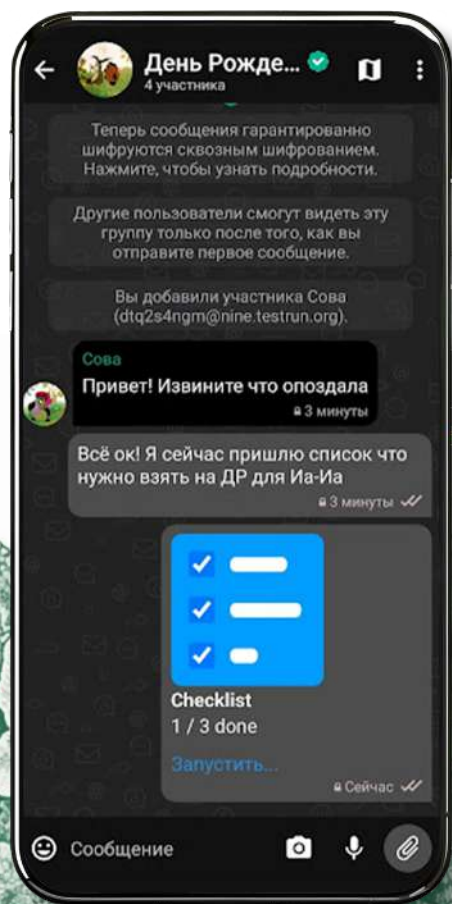 День Рожде...
4 участника
Теперь сообщения гарантированно
шифруются сквозным шифрованием.
Нажмите, чтобы узнать подробности.
Другие пользователи смогут видеть эту
группу только после того, как вы
отправите первое сообщение.
Вы добавили участника Сова
(dtq2s4ngm@nine.testrun.org).
Сова
Привет! Извините что опоздала
3 минуты
Всё ок! Я сейчас пришлю список что
нужно взять на ДР для Иа-Иа
3 минуты
Checklist
1 / 3 done
Запустить...
Сейчас
Сообщение